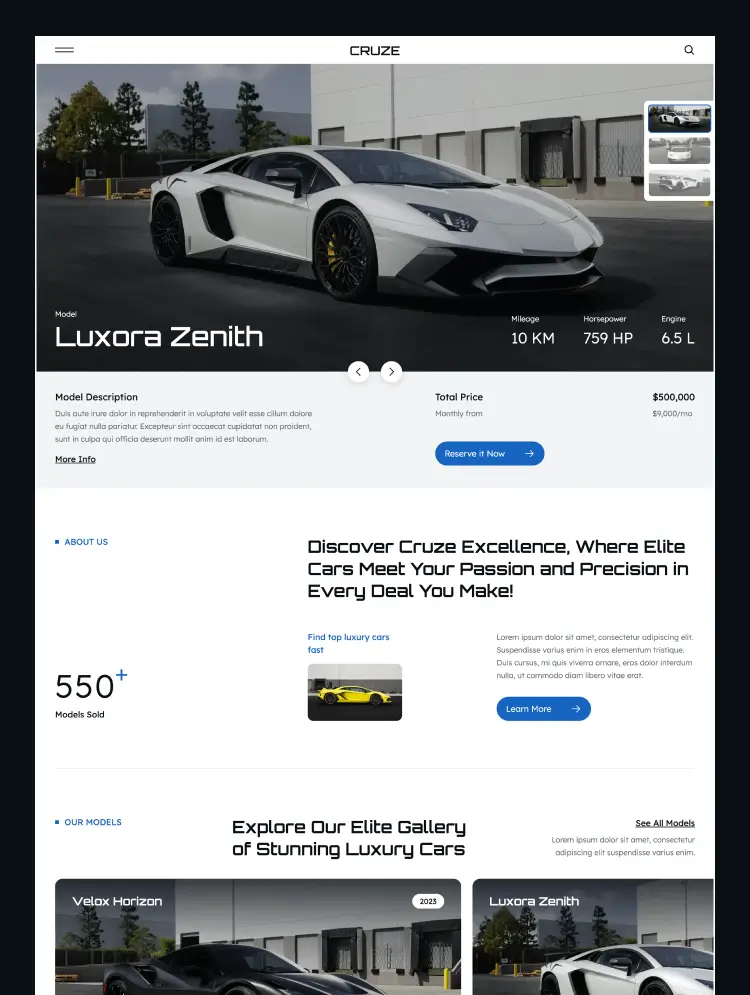 CRUZE
Model
Luxora Zenith
Mileage
10 KM
Horsepower
759 HP
Engine
6.5 L
Model Description
Duis aute irure dolor in reprehenderit in voluptate velit esse cillum dolore
eu fugiat nulla pariatur. Excepteur sint occaecat cupidatat non proident,
sunt in culpa qui officia deserunt mollit anim id est laborum.
More Info
Total Price
$500,000
Monthly from
$9,000/mo
Reserve it Now
ABOUT US
Discover Cruze Excellence, Where Elite
Cars Meet Your Passion and Precision in
Every Deal You Make!
550+
Models Sold
Find top luxury cars
fast
Lorem ipsum dolor sit amet, consectetur adipiscing elit.
Suspendisse varius enim in eros elementum tristique.
Duis cursus, mi quis viverra ornare, eros dolor interdum
nulla, ut commodo diam libero vitae erat.
Learn More
OUR MODELS
Explore Our Elite Gallery
of Stunning Luxury Cars
See All Models
Lorem ipsum dolor sit amet, consectetur
adipiscing elit suspendisse varius enim.
Velox Horizon
2023
Luxora Zenith